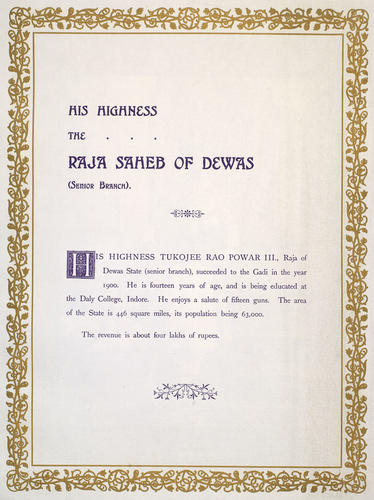 HIS HIGHNESS
THE . . .
RAJA SAHEB OF DEWAS
(SENIOR BRANCH).
HIS HIGHNESS TUKOJEE RAO POWAR III., Raja of
Dewas State (senior branch), succeeded to the Gadi in the year
1900. He is fourteen years of age, and is being educated at
the Daly College, Indore. He enjoys a salute of fifteen guns. The area
of the State is 446 square miles, its population being 63,000.
The revenue is about four lakhs of rupees.